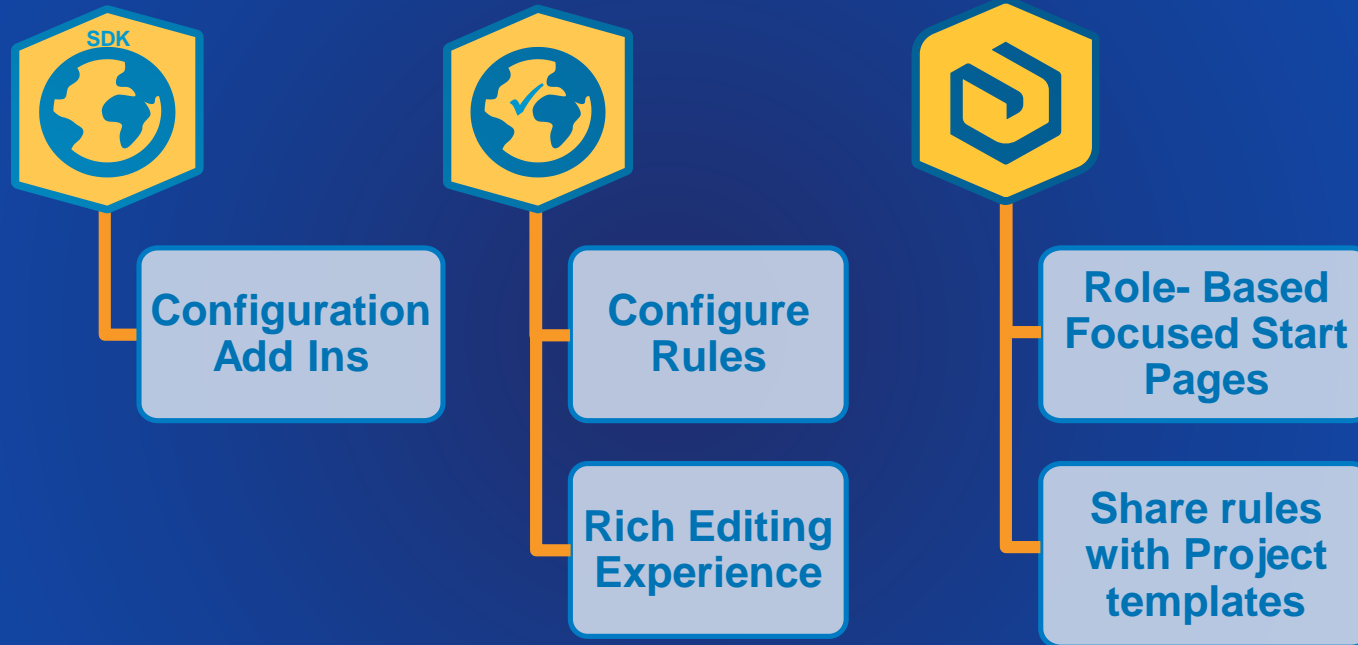 SDK
Configuration
Add Ins
Configure
Rules
Rich Editing
Experience
Role- Based
Focused Start
Pages
Share rules
with Project
templates